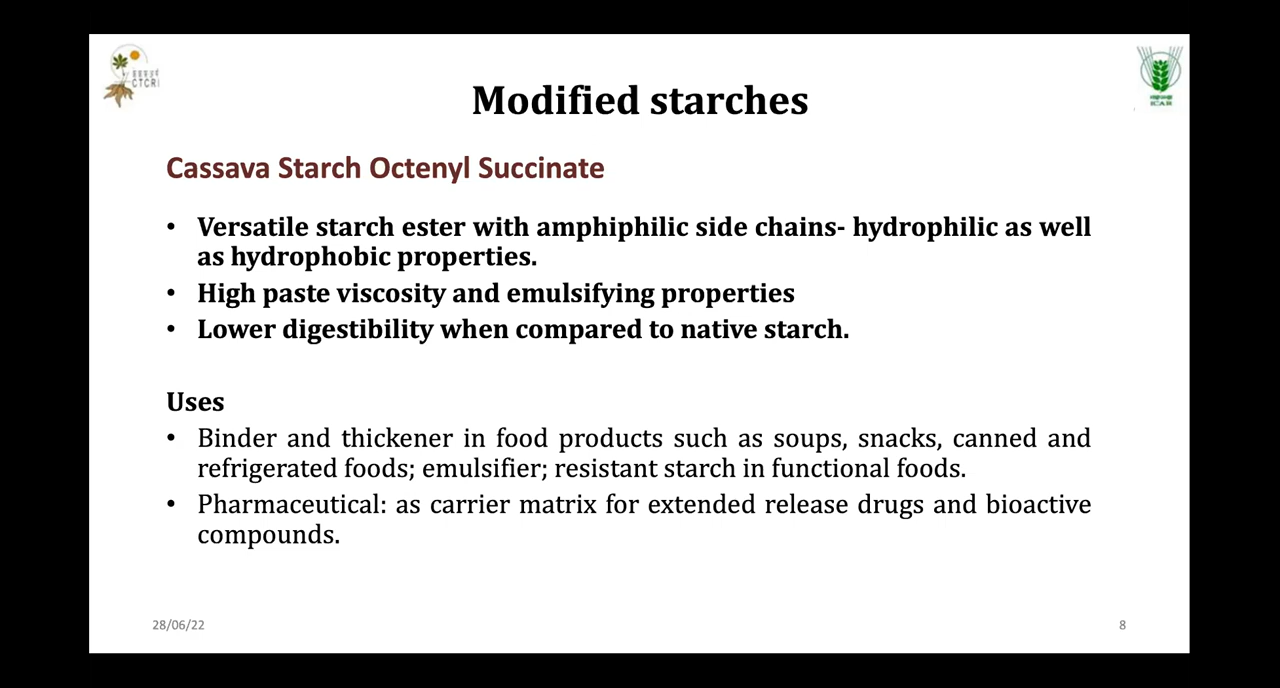 CTCRI
ICAR
Modified starches
Cassava Starch Octenyl Succinate
• Versatile starch ester with amphiphilic side chains- hydrophilic as well
as hydrophobic properties.
• High paste viscosity and emulsifying properties
• Lower digestibility when compared to native starch.
Uses
• Binder and thickener in food products such as soups, snacks, canned and
refrigerated foods; emulsifier; resistant starch in functional foods.
• Pharmaceutical: as carrier matrix for extended release drugs and bioactive
compounds.
28/06/22
8